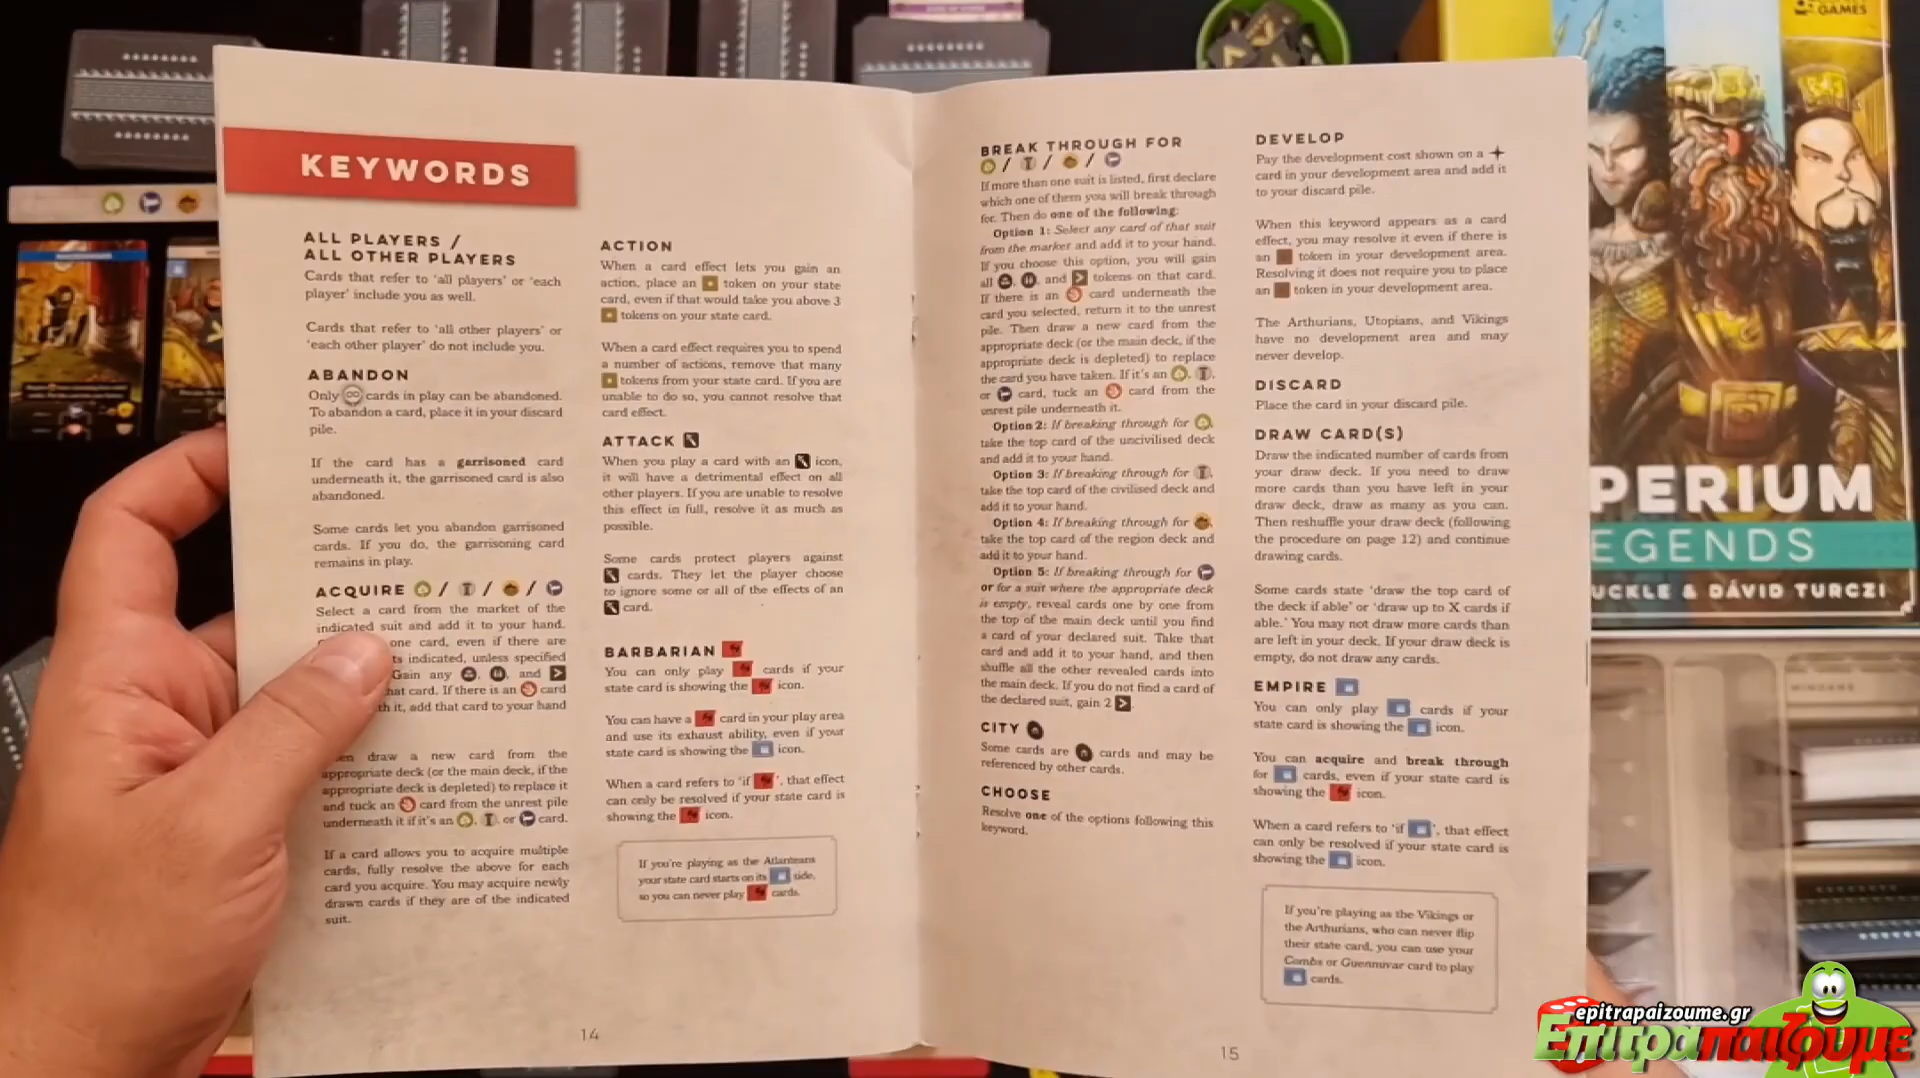 KEYWORDS
ALL PLAYERS /
ALL OTHER PLAYERS
Cards that refer to 'all players' or 'each
player' include you as well.
Cards that refer to 'all other players' or
'each other player' do not include you.
ABANDON
Only cards in play can be abandoned.
To abandon a card, place it in your discard
pile.
If the card has a garrisoned card
underneath it, the garrisoned card is also
abandoned.
Some cards let you abandon garrisoned
cards. If you do, the garrisoning card
remains in play.
ACQUIRE / / /
Select a card from the market of the
indicated suit and add it to your hand.
one card, even if there are
indicated, unless specified
Gain any , , and
that card. If there is an card
it, add that card to your hand
draw a new card from the
appropriate deck (or the main deck, if the
appropriate deck is depleted) to replace it
and tuck an card from the unrest pile
underneath it if it's an , , or card.
If a card allows you to acquire multiple
cards, fully resolve the above for each
card you acquire. You may acquire newly
drawn cards if they are of the indicated
suit.
ACTION
When a card effect lets you gain an
action, place an token on your state
card, even if that would take you above 3
tokens on your state card.
When a card effect requires you to spend
a number of actions, remove that many
tokens from your state card. If you are
unable to do so, you cannot resolve that
card effect.
ATTACK
When you play a card with an icon,
it will have a detrimental effect on all
other players. If you are unable to resolve
this effect in full, resolve it as much as
possible.
Some cards protect players against
cards. They let the player choose
to ignore some or all of the effects of an
card.
BARBARIAN
You can only play cards if your
state card is showing the icon.
You can have a card in your play area
and use its exhaust ability, even if your
state card is showing the icon.
When a card refers to 'if ', that effect
can only be resolved if your state card is
showing the icon.
If you're playing as the Atlanteans
your state card starts on its side,
so you can never play cards.
14
BREAK THROUGH FOR
/ / /
If more than one suit is listed, first declare
which one of them you will break through
for. Then do one of the following:
Option 1: Select any card of that suit
from the marker and add it to your hand.
If you choose this option, you will gain
all , , and tokens on that card.
If there is an card underneath the
card you selected, return it to the unrest
pile. Then draw a new card from the
appropriate deck (or the main deck, if the
appropriate deck is depleted) to replace
the card you have taken. If it's an , ,
or card, tuck an card from the
unrest pile underneath it.
Option 2: If breaking through for ,
take the top card of the uncivilised deck
and add it to your hand.
Option 3: If breaking through for ,
take the top card of the civilised deck and
add it to your hand.
Option 4: If breaking through for ,
take the top card of the region deck and
add it to your hand.
Option 5: If breaking through for
or for a suit where the appropriate deck
is empty, reveal cards one by one from
the top of the main deck until you find
a card of your declared suit. Take that
card and add it to your hand, and then
shuffle all the other revealed cards into
the main deck. If you do not find a card of
the declared suit, gain 2 .
CITY
Some cards are cards and may be
referenced by other cards.
CHOOSE
Resolve one of the options following this
keyword.
DEVELOP
Pay the development cost shown on a
card in your development area and add it
to your discard pile.
When this keyword appears as a card
effect, you may resolve it even if there is
an token in your development area.
Resolving it does not require you to place
an token in your development area.
The Arthurians, Utopians, and Vikings
have no development area and may
never develop.
DISCARD
Place the card in your discard pile.
DRAW CARD(S)
Draw the indicated number of cards from
your draw deck. If you need to draw
more cards than you have left in your
draw deck, draw as many as you can.
Then reshuffle your draw deck (following
the procedure on page 12) and continue
drawing cards.
Some cards state 'draw the top card of
the deck if able' or 'draw up to X cards if
able.' You may not draw more cards than
are left in your deck. If your draw deck is
empty, do not draw any cards.
EMPIRE
You can only play cards if your
state card is showing the icon.
You can acquire and break through
for cards, even if your state card is
showing the icon.
When a card refers to 'if ', that effect
can only be resolved if your state card is
showing the icon.
If you're playing as the Vikings or
the Arthurians, who can never flip
their state card, you can use your
Combs or Guennuvar card to play
cards.
15
GAMES
PERIUM
EGENDS
UCKLE & DÁVID TURCZI
epitrapaizoume.gr
Επιτραπαίζουμε